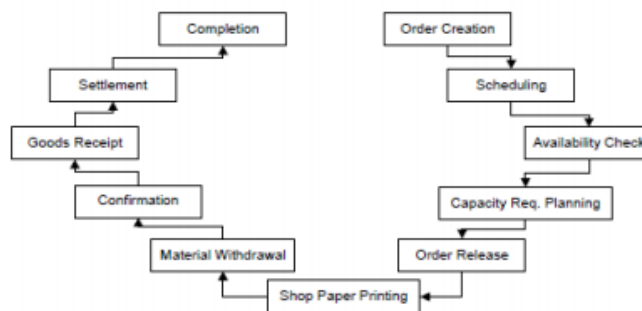 Completion
Order Creation
Settlement
Scheduling
Goods Receipt
Availability Check
Confirmation
Capacity Req. Planning
Material Withdrawal
Order Release
Shop Paper Printing